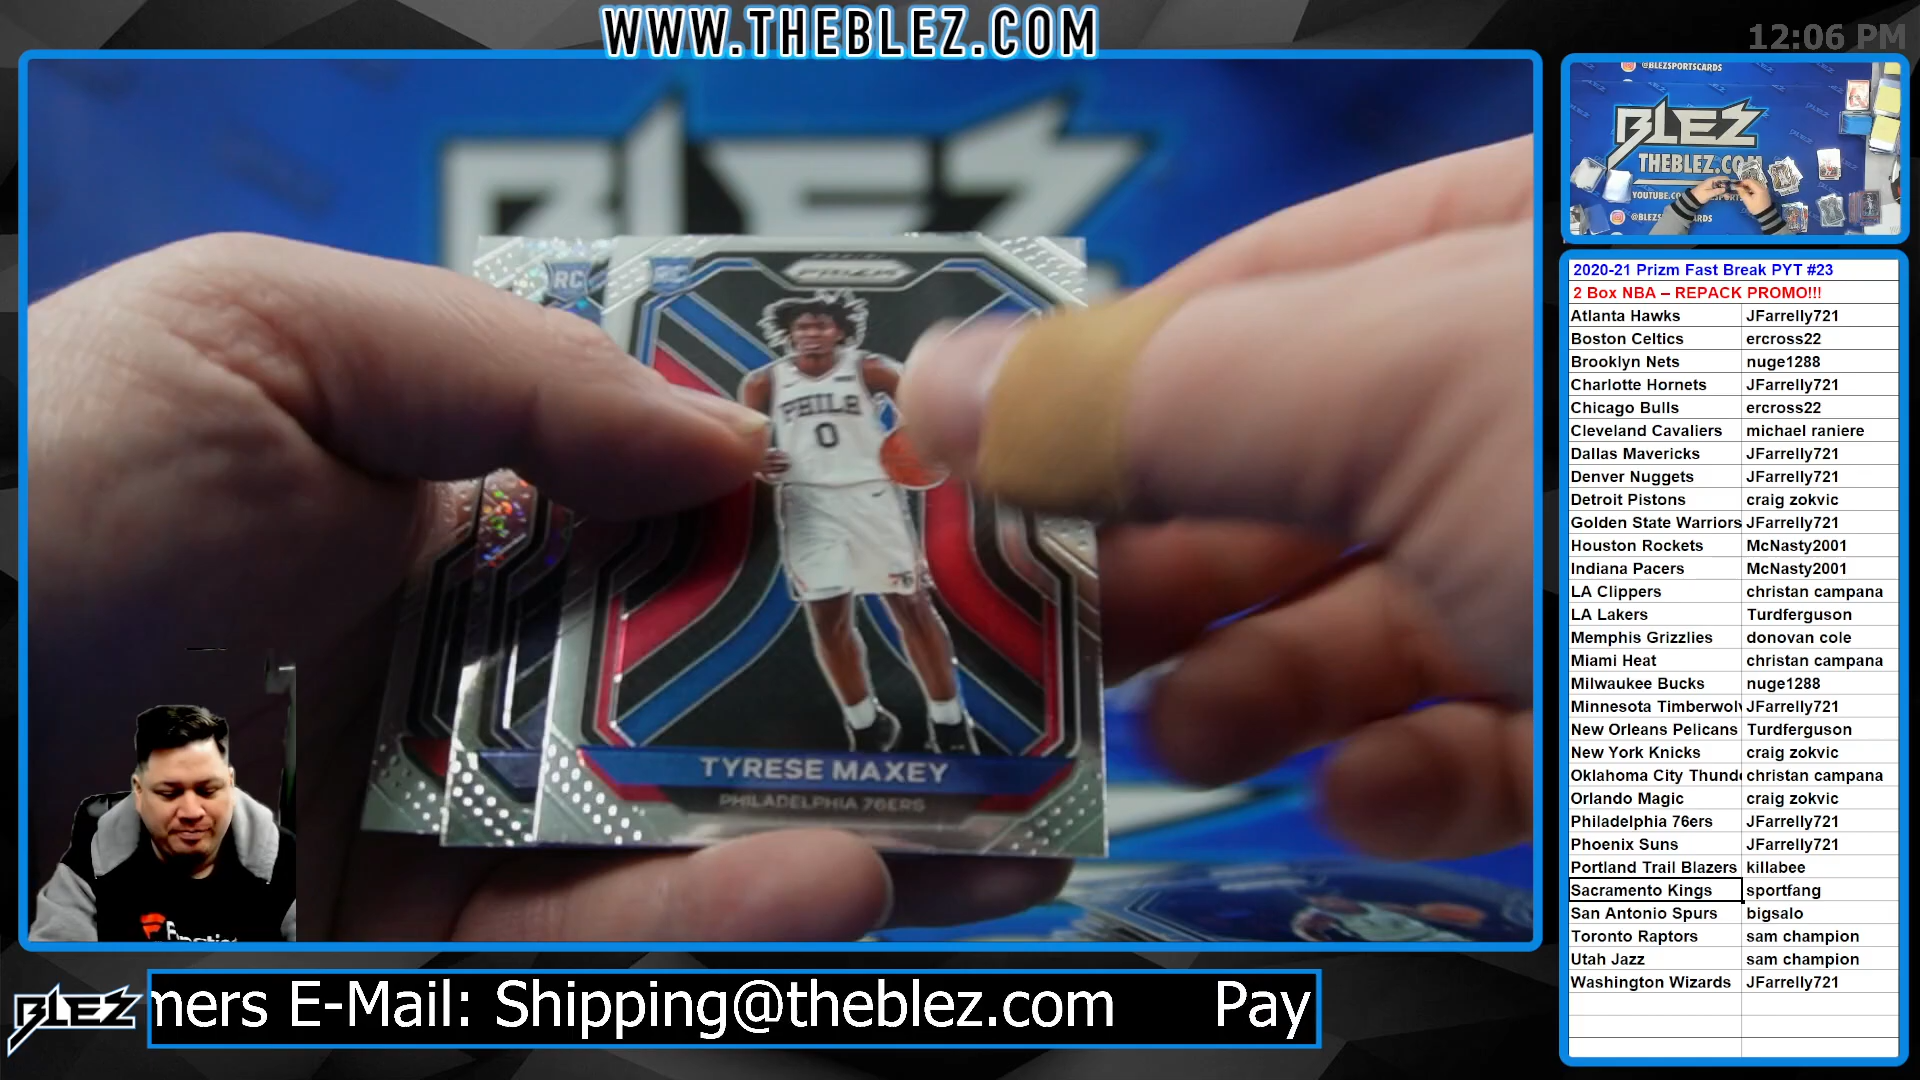 WWW.THEBLEZ.COM
12:06 PM
BLEZ
RC
RC
PRIZM
PHILA
0
76
TYRESE MAXEY
PHILADELPHIA 76ERS
@BLEZSPORTSCARDS
BLEZ
THEBLEZ.COM
2020-21 Prizm Fast Break PYT #23
2 Box NBA – REPACK PROMO!!!
Atlanta Hawks JFarrelly721
Boston Celtics ercross22
Brooklyn Nets nuge1288
Charlotte Hornets JFarrelly721
Chicago Bulls ercross22
Cleveland Cavaliers michael raniere
Dallas Mavericks JFarrelly721
Denver Nuggets JFarrelly721
Detroit Pistons craig zokvic
Golden State Warriors JFarrelly721
Houston Rockets McNasty2001
Indiana Pacers McNasty2001
LA Clippers christan campana
LA Lakers Turdferguson
Memphis Grizzlies donovan cole
Miami Heat christan campana
Milwaukee Bucks nuge1288
Minnesota Timberwolv JFarrelly721
New Orleans Pelicans Turdferguson
New York Knicks craig zokvic
Oklahoma City Thunde christan campana
Orlando Magic craig zokvic
Philadelphia 76ers JFarrelly721
Phoenix Suns JFarrelly721
Portland Trail Blazers killabee
Sacramento Kings sportfang
San Antonio Spurs bigsalo
Toronto Raptors sam champion
Utah Jazz sam champion
Washington Wizards JFarrelly721
BLEZ
mers E-Mail: Shipping@theblez.com Pay